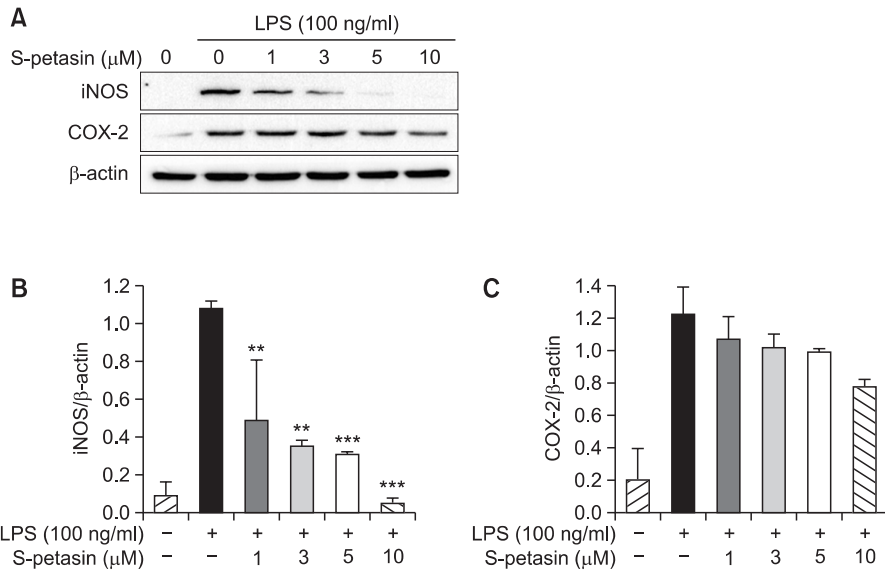 A
LPS (100 ng/ml)
S-petasin (μM) 0 0 1 3 5 10
iNOS
COX-2
β-actin
B
iNOS/β-actin
1.2
1.0
0.8
0.6
0.4
0.2
0.0
**
**
***
***
LPS (100 ng/ml) − + + + + +
S-petasin (μM) − − 1 3 5 10
C
COX-2/β-actin
1.4
1.2
1.0
0.8
0.6
0.4
0.2
0.0
LPS (100 ng/ml) − + + + + +
S-petasin (μM) − − 1 3 5 10